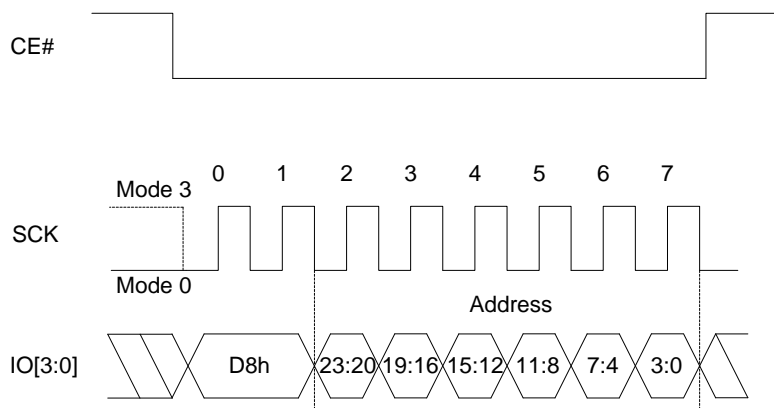 CE#
0 1 2 3 4 5 6 7
Mode 3
SCK
Mode 0
Address
IO[3:0] D8h 23:20 19:16 15:12 11:8 7:4 3:0